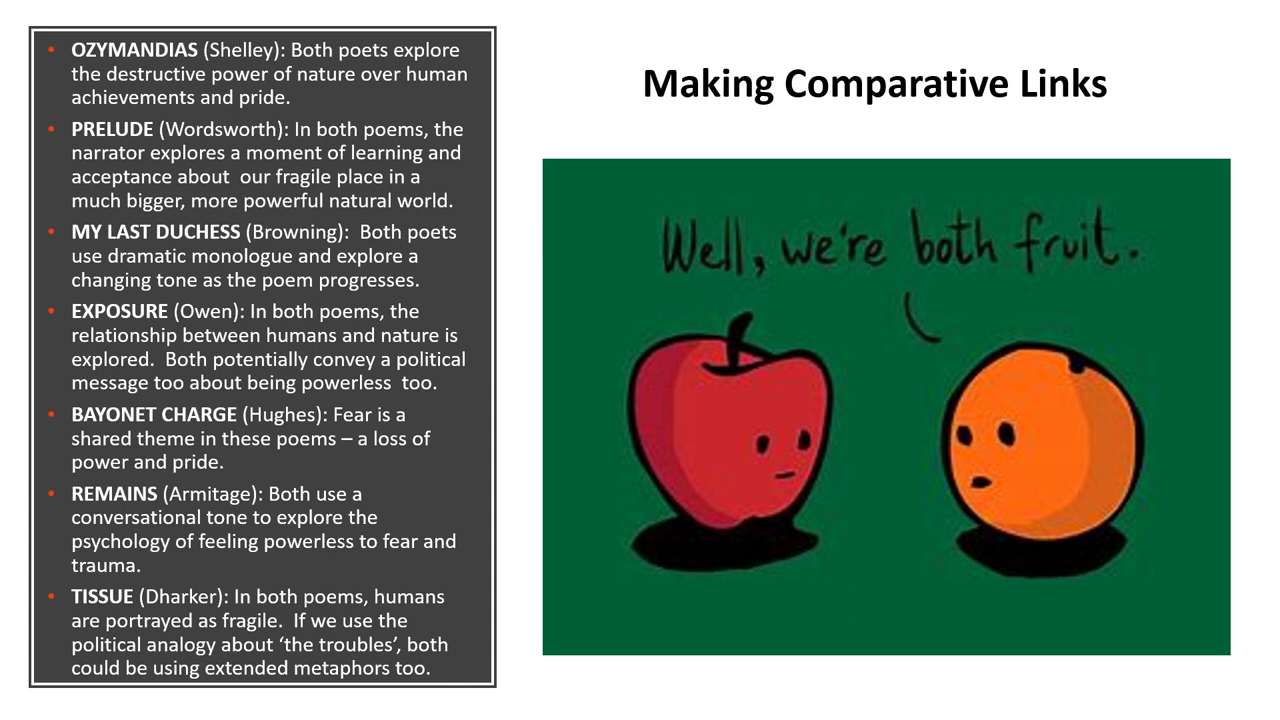 • OZYMANDIAS (Shelley): Both poets explore
the destructive power of nature over human
achievements and pride.
• PRELUDE (Wordsworth): In both poems, the
narrator explores a moment of learning and
acceptance about  our fragile place in a
much bigger, more powerful natural world.
• MY LAST DUCHESS (Browning):  Both poets
use dramatic monologue and explore a
changing tone as the poem progresses.
• EXPOSURE (Owen): In both poems, the
relationship between humans and nature is
explored.  Both potentially convey a political
message too about being powerless  too.
• BAYONET CHARGE (Hughes): Fear is a
shared theme in these poems – a loss of
power and pride.
• REMAINS (Armitage): Both use a
conversational tone to explore the
psychology of feeling powerless to fear and
trauma.
• TISSUE (Dharker): In both poems, humans
are portrayed as fragile.  If we use the
political analogy about ‘the troubles’, both
could be using extended metaphors too.
Making Comparative Links
Well, we're both fruit.